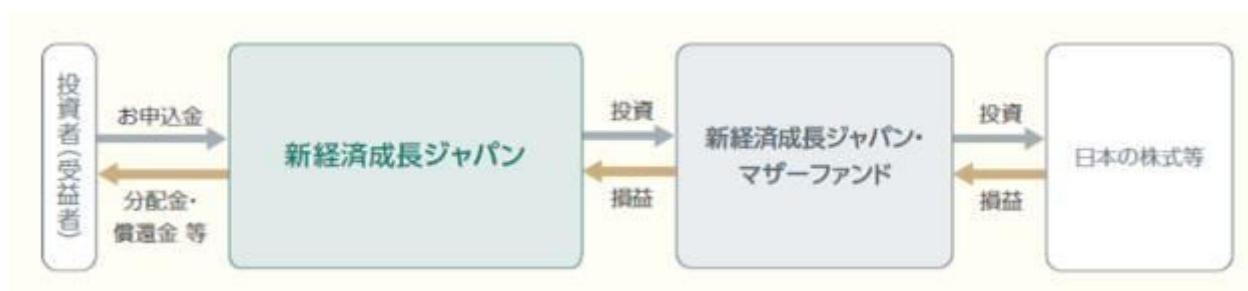 投資者(受益者)
お申込金
分配金・
償還金 等
新経済成長ジャパン
投資
損益
新経済成長ジャパン・
マザーファンド
投資
損益
日本の株式等